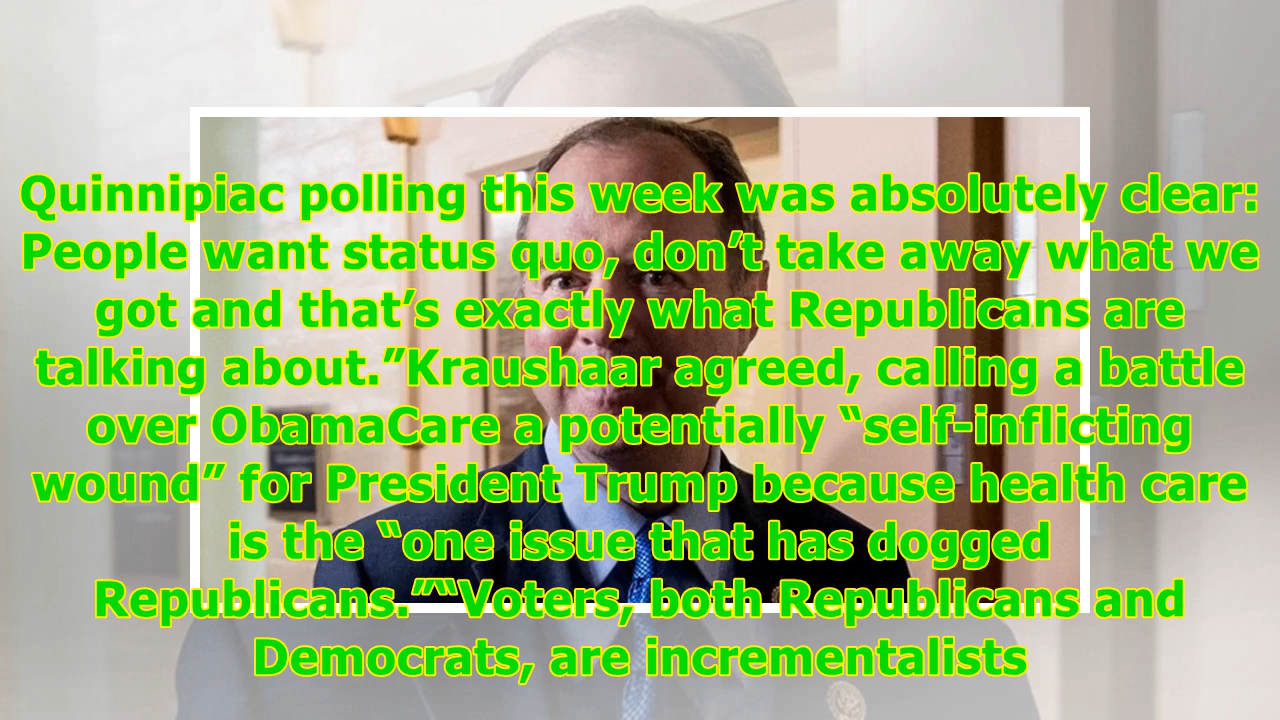 Quinnipiac polling this week was absolutely clear:
People want status quo, don’t take away what we
got and that’s exactly what Republicans are
talking about.”Kraushaar agreed, calling a battle
over ObamaCare a potentially “self-inflicting
wound” for President Trump because health care
is the “one issue that has dogged
Republicans.”“Voters, both Republicans and
Democrats, are incrementalists